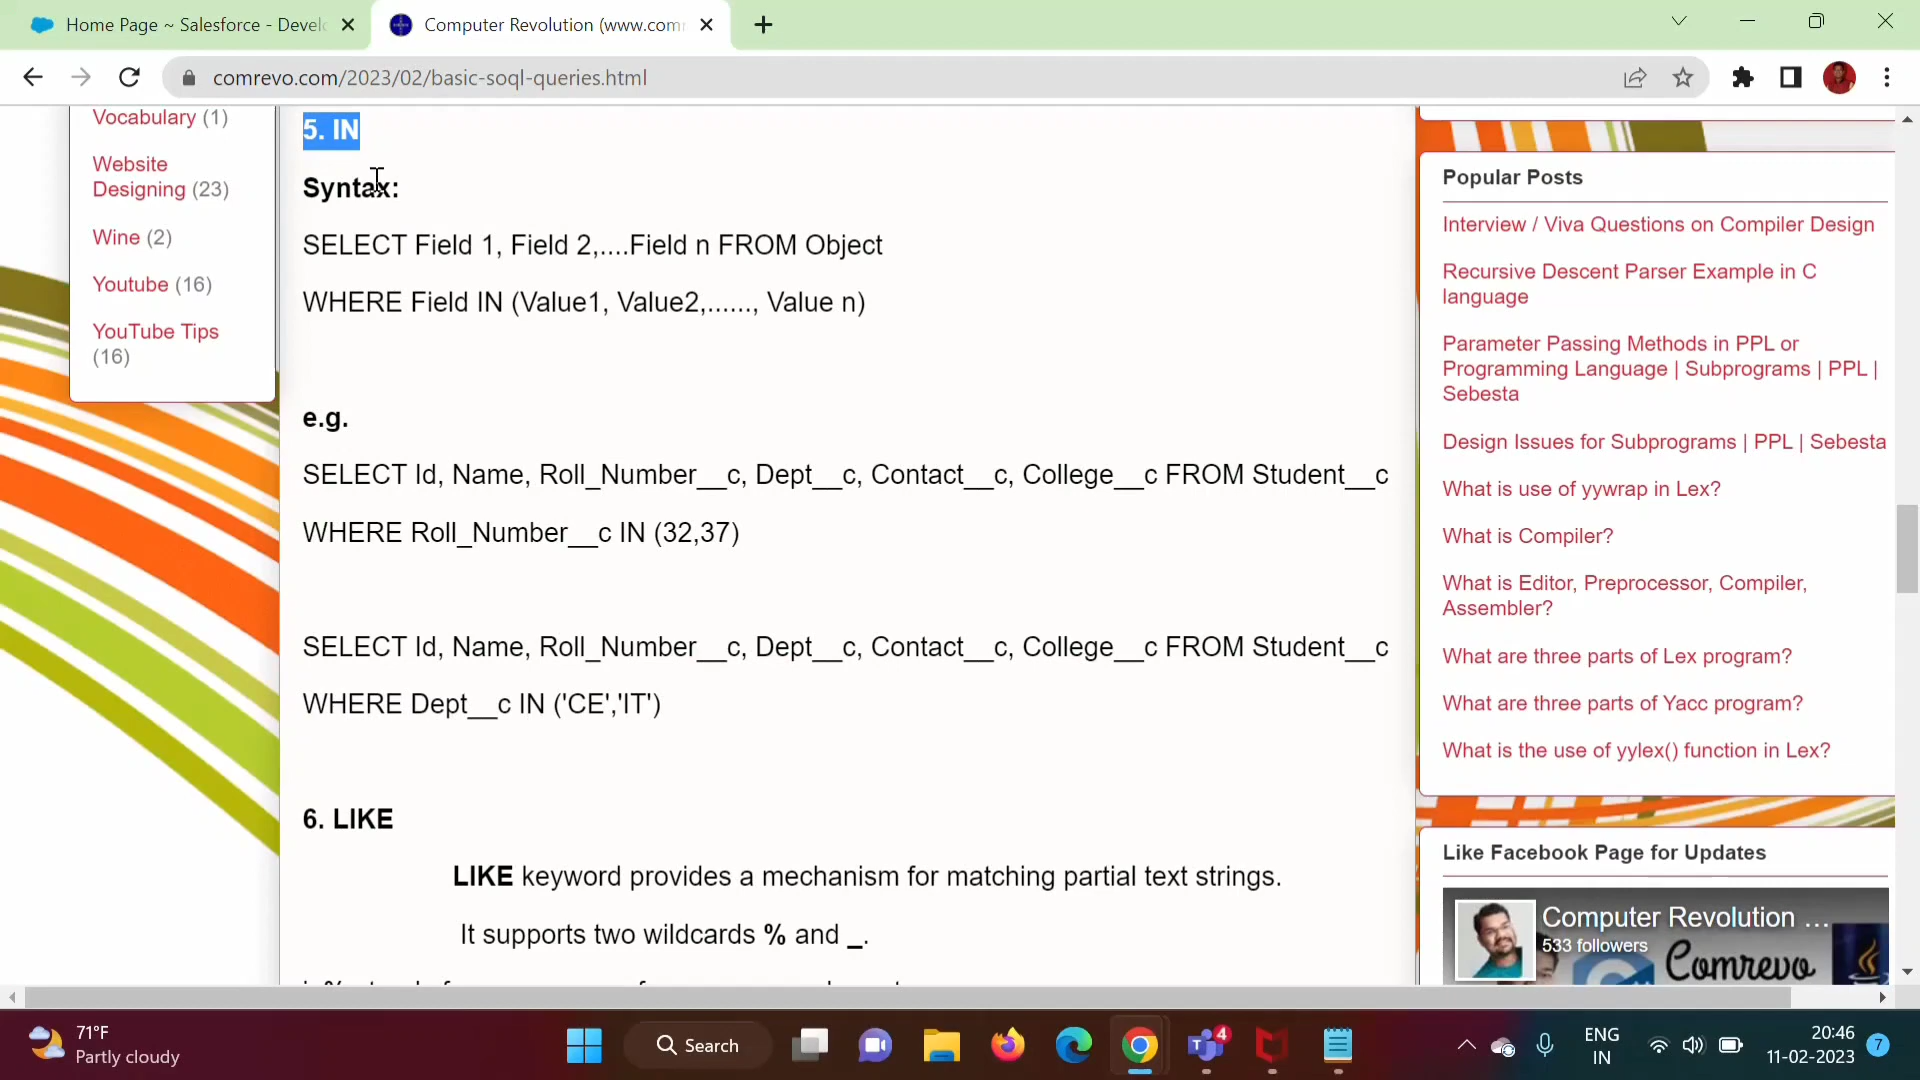 Home Page ~ Salesforce - Devel
Computer Revolution (www.com
comrevo.com/2023/02/basic-soql-queries.html
Vocabulary (1)
Website
Designing (23)
Wine (2)
Youtube (16)
YouTube Tips
(16)
5. IN
Syntax:
SELECT Field 1, Field 2,....Field n FROM Object
WHERE Field IN (Value1, Value2,......, Value n)
e.g.
SELECT Id, Name, Roll_Number__c, Dept__c, Contact__c, College__c FROM Student__c
WHERE Roll_Number__c IN (32,37)
SELECT Id, Name, Roll_Number__c, Dept__c, Contact__c, College__c FROM Student__c
WHERE Dept__c IN ('CE','IT')
6. LIKE
LIKE keyword provides a mechanism for matching partial text strings.
It supports two wildcards % and _.
Popular Posts
Interview / Viva Questions on Compiler Design
Recursive Descent Parser Example in C
language
Parameter Passing Methods in PPL or
Programming Language | Subprograms | PPL |
Sebesta
Design Issues for Subprograms | PPL | Sebesta
What is use of yywrap in Lex?
What is Compiler?
What is Editor, Preprocessor, Compiler,
Assembler?
What are three parts of Lex program?
What are three parts of Yacc program?
What is the use of yylex() function in Lex?
Like Facebook Page for Updates
Computer Revolution ...
533 followers
Comrevo
71°F
Partly cloudy
Search
4
ENG
IN
20:46
11-02-2023
7